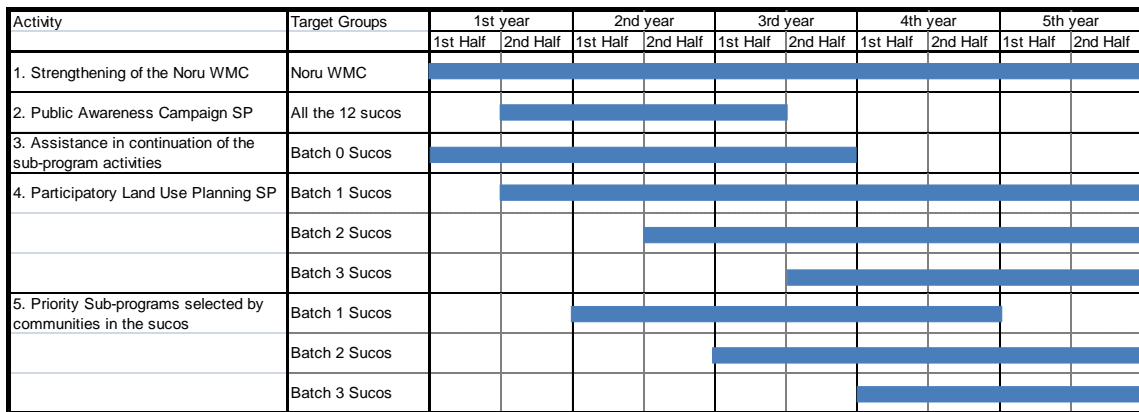 Activity Target Groups 1st year 2nd year 3rd year 4th year 5th year
1st Half 2nd Half 1st Half 2nd Half 1st Half 2nd Half 1st Half 2nd Half 1st Half 2nd Half
1. Strengthening of the Noru WMC Noru WMC
2. Public Awareness Campaign SP All the 12 sucos
3. Assistance in continuation of the
sub-program activities
Batch 0 Sucos
4. Participatory Land Use Planning SP Batch 1 Sucos
Batch 2 Sucos
Batch 3 Sucos
5. Priority Sub-programs selected by
communities in the sucos
Batch 1 Sucos
Batch 2 Sucos
Batch 3 Sucos